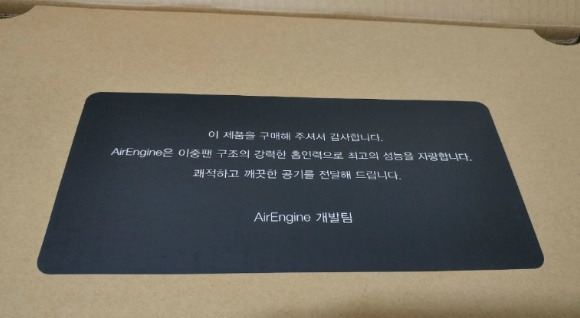 이 제품을 구매해 주셔서 감사합니다.
AirEngine은 이중팬 구조의 강력한 흡인력으로 최고의 성능을 자랑합니다.
쾌적하고 깨끗한 공기를 전달해 드립니다.
AirEngine 개발팀